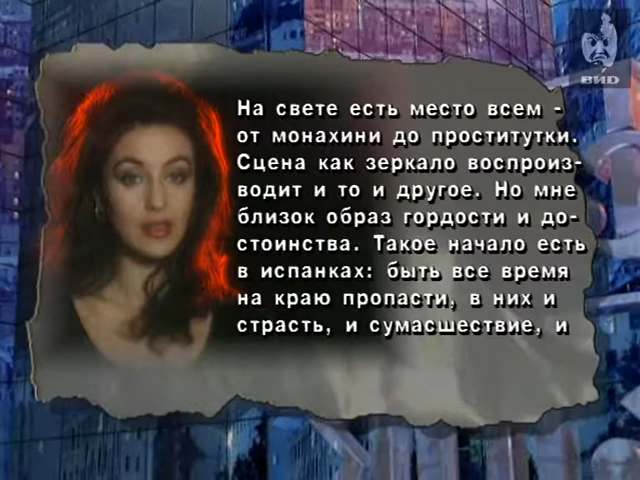 ВИD
На свете есть место всем -
от монахини до проститутки.
Сцена как зеркало воспроиз-
водит и то и другое. Но мне
близок образ гордости и до-
стоинства. Такое начало есть
в испанках: быть все время
на краю пропасти, в них и
страсть, и сумасшествие, и